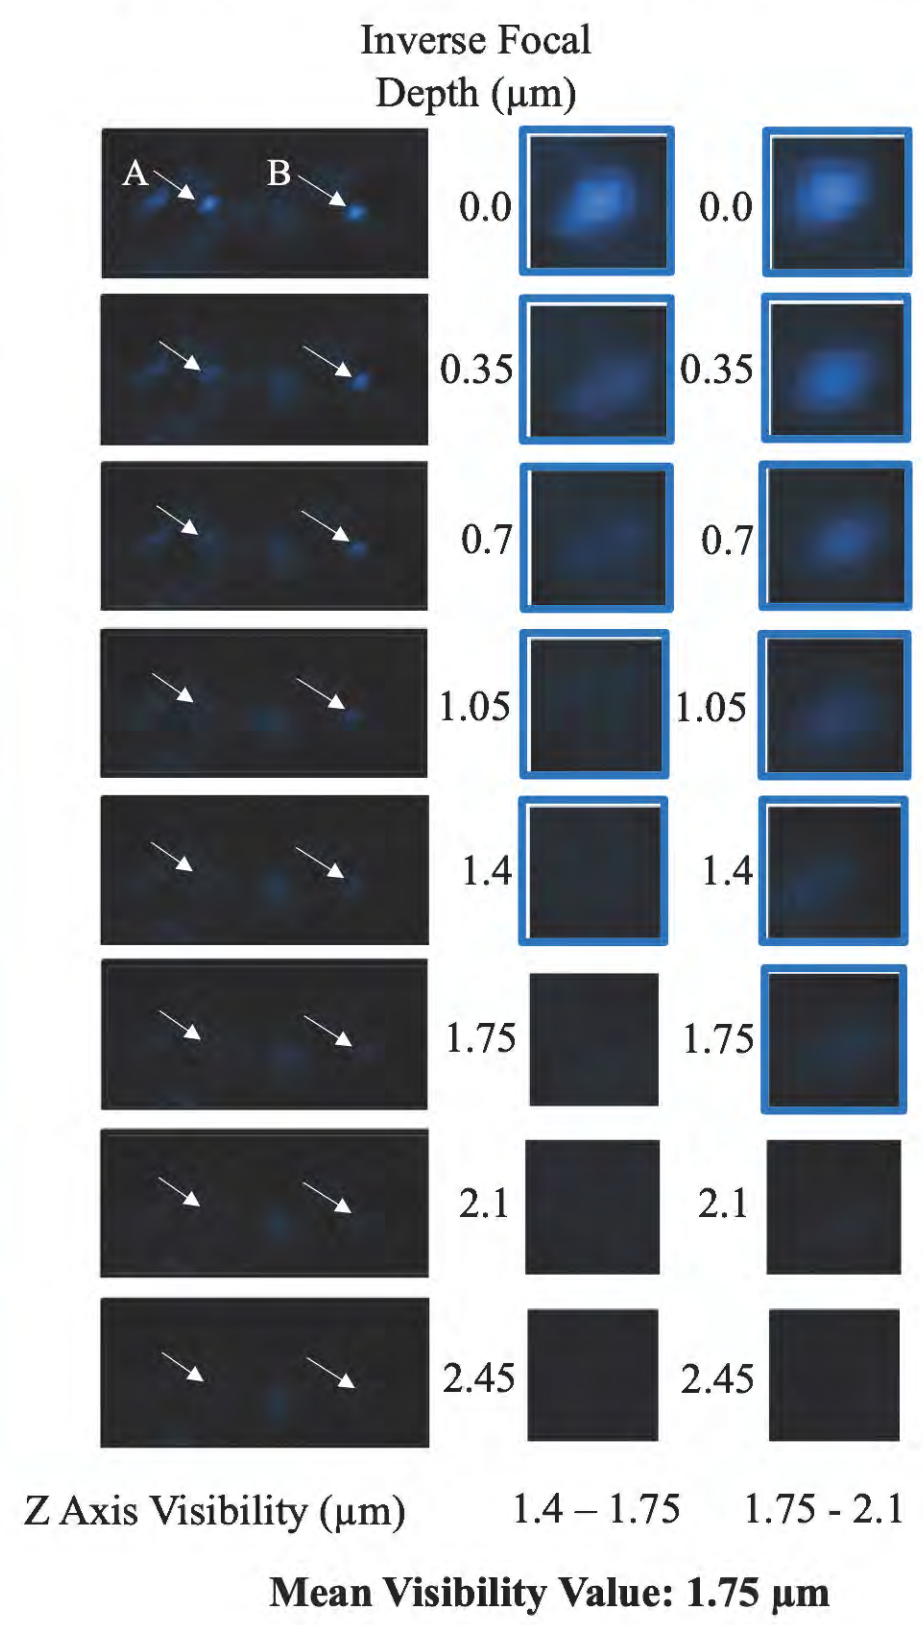 Inverse Focal
Depth (μm)
A B
0.0 0.0
0.35 0.35
0.7 0.7
1.05 1.05
1.4 1.4
1.75 1.75
2.1 2.1
2.45 2.45
Z Axis Visibility (μm) 1.4 – 1.75 1.75 - 2.1
Mean Visibility Value: 1.75 μm